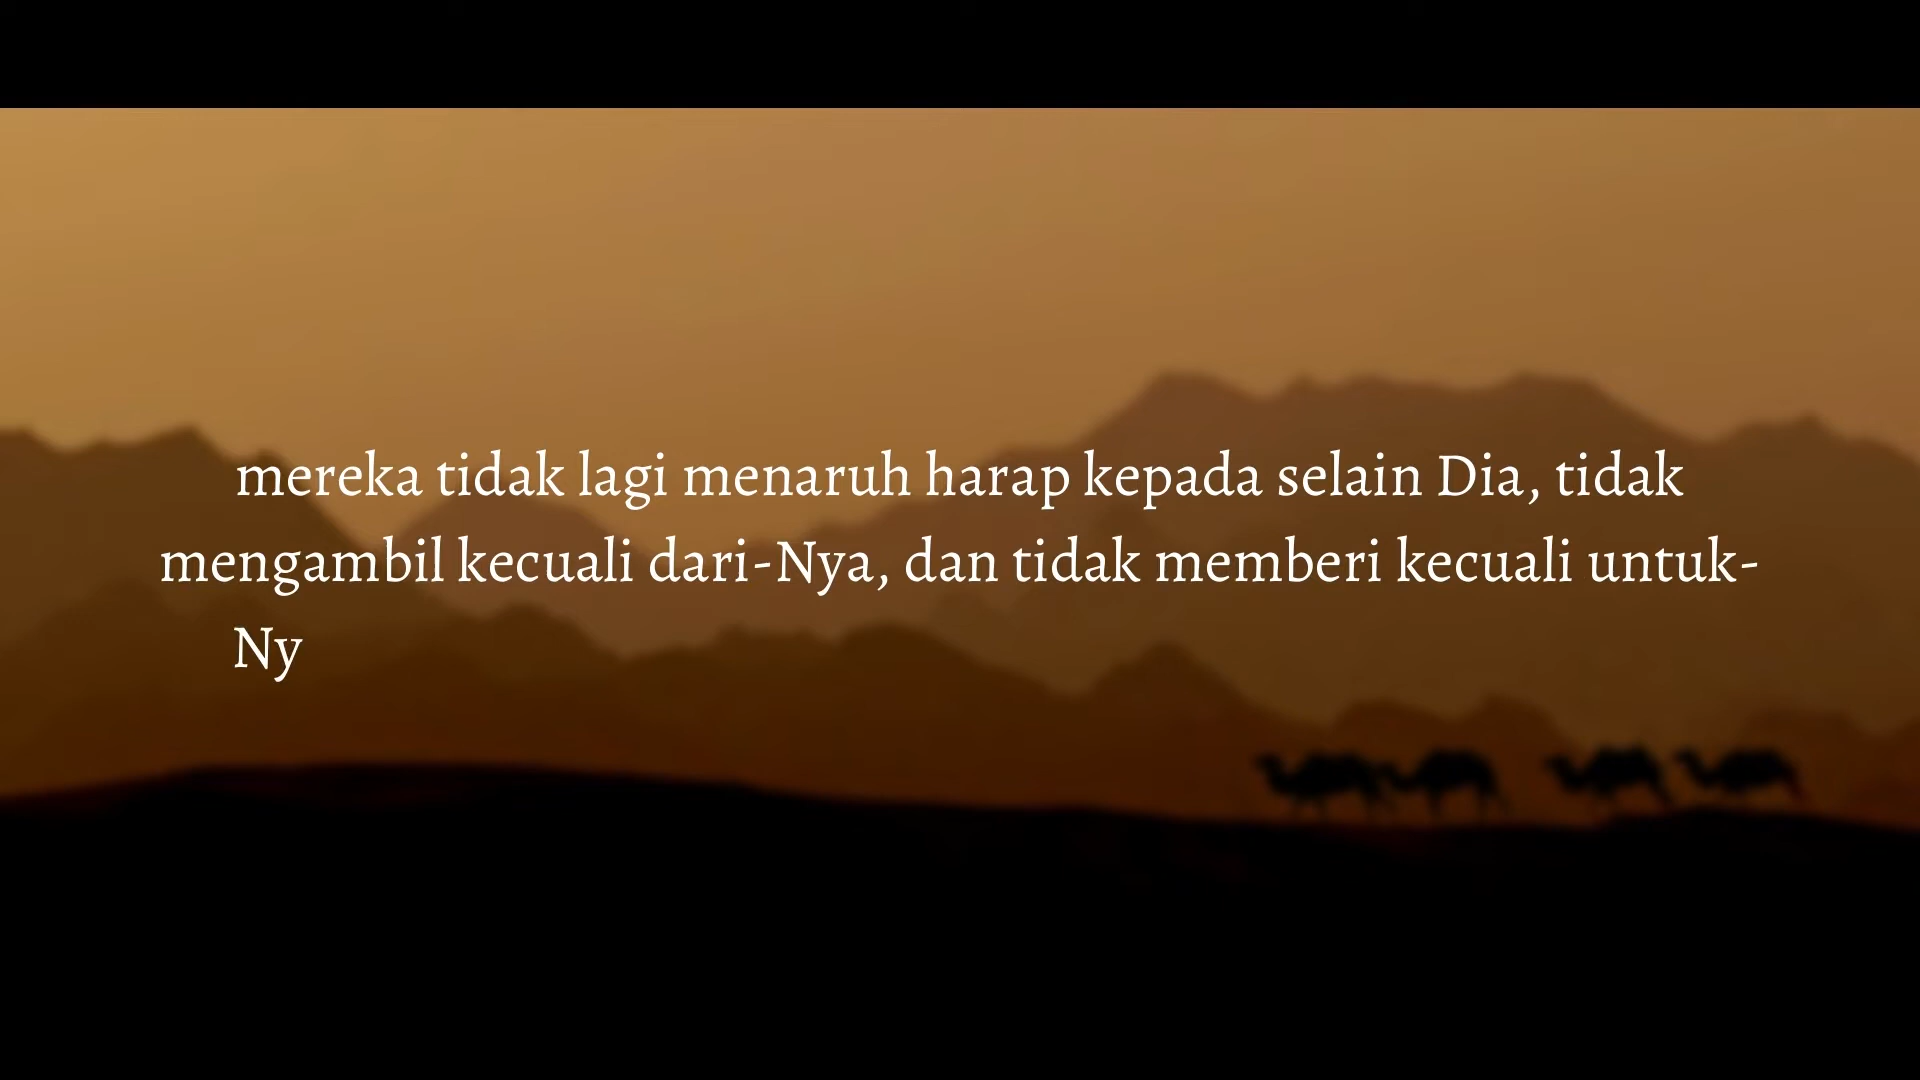 mereka tidak lagi menaruh harap kepada selain Dia, tidak
mengambil kecuali dari-Nya, dan tidak memberi kecuali untuk-
Ny